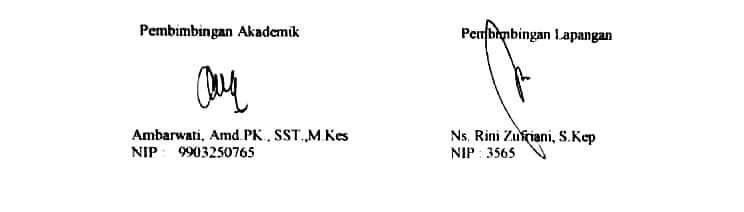 Pembimbingan Akademik
Pembimbingan Lapangan
Ambarwati, Amd.PK., SST.,M.Kes
NIP : 9903250765
Ns. Rini Zufriani, S.Kep
NIP : 3565